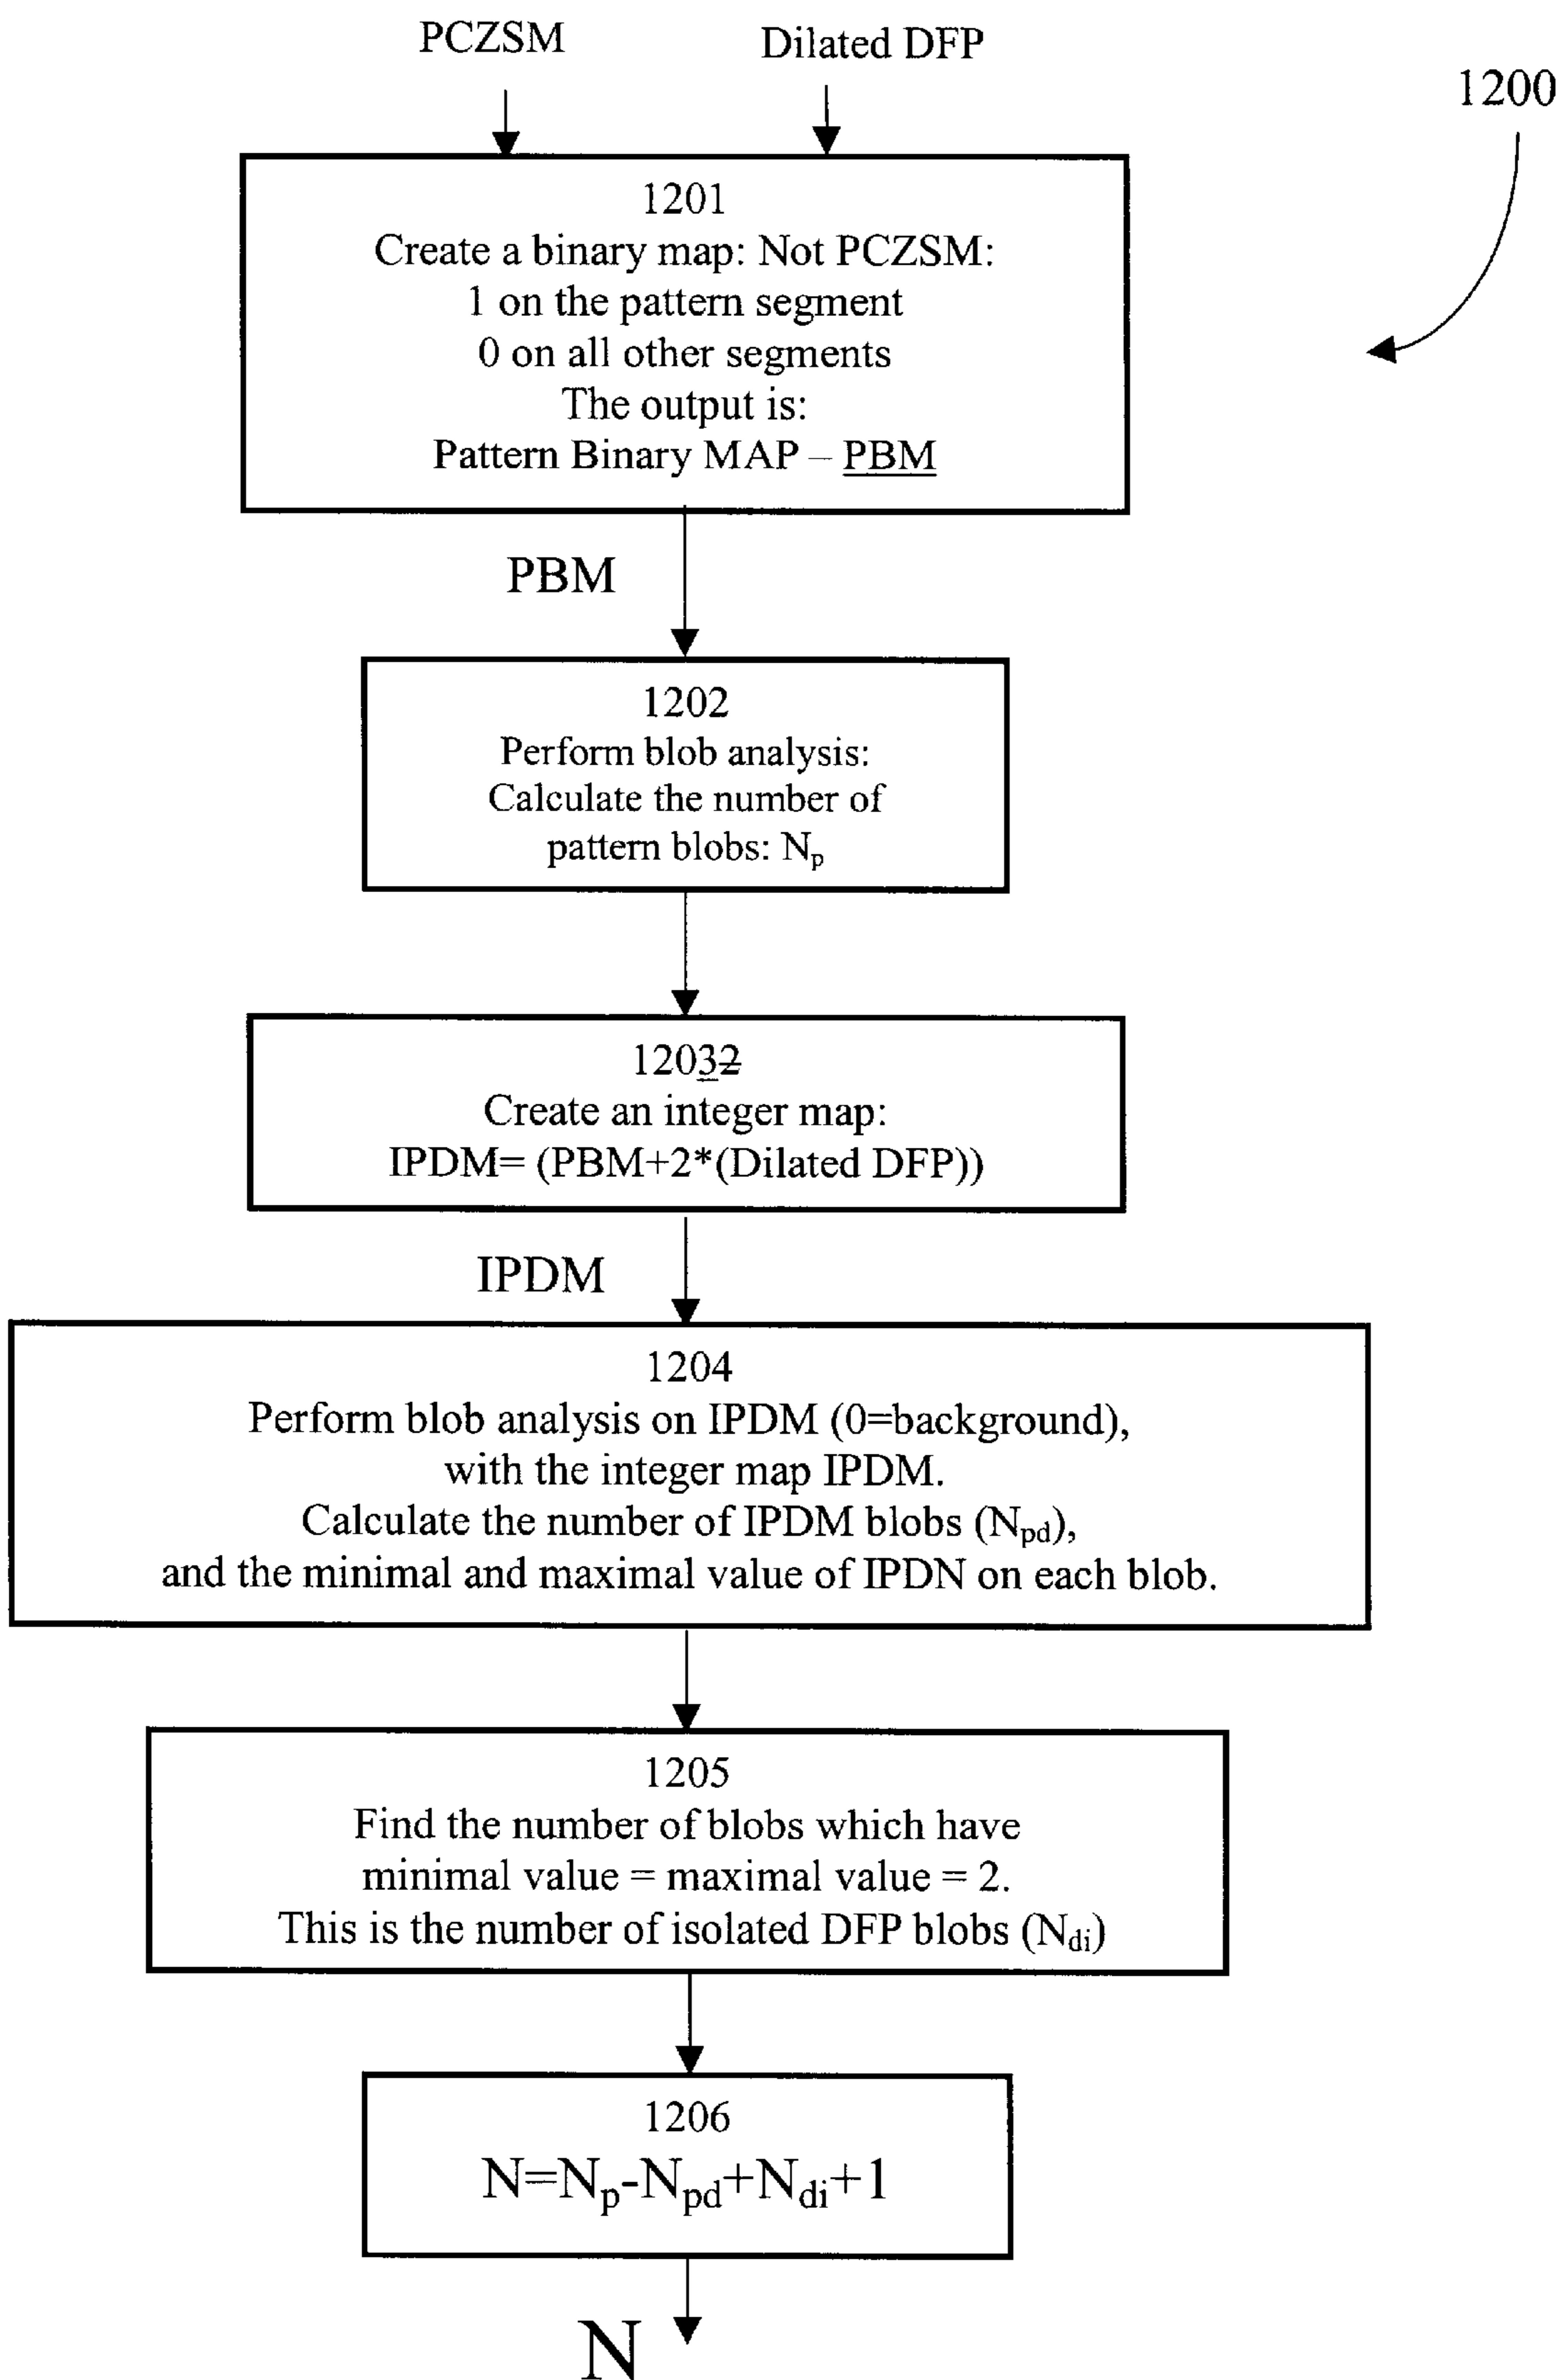 PCZSM
Dilated DFP
1200
1201
Create a binary map: Not PCZSM:
1 on the pattern segment
0 on all other segments
The output is:
Pattern Binary MAP – PBM
PBM
1202
Perform blob analysis:
Calculate the number of
pattern blobs: Np
12032
Create an integer map:
IPDM= (PBM+2*(Dilated DFP))
IPDM
1204
Perform blob analysis on IPDM (0=background),
with the integer map IPDM.
Calculate the number of IPDM blobs (Npd),
and the minimal and maximal value of IPDN on each blob.
1205
Find the number of blobs which have
minimal value = maximal value = 2.
This is the number of isolated DFP blobs (Ndi)
1206
N=Np-Npd+Ndi+1
N